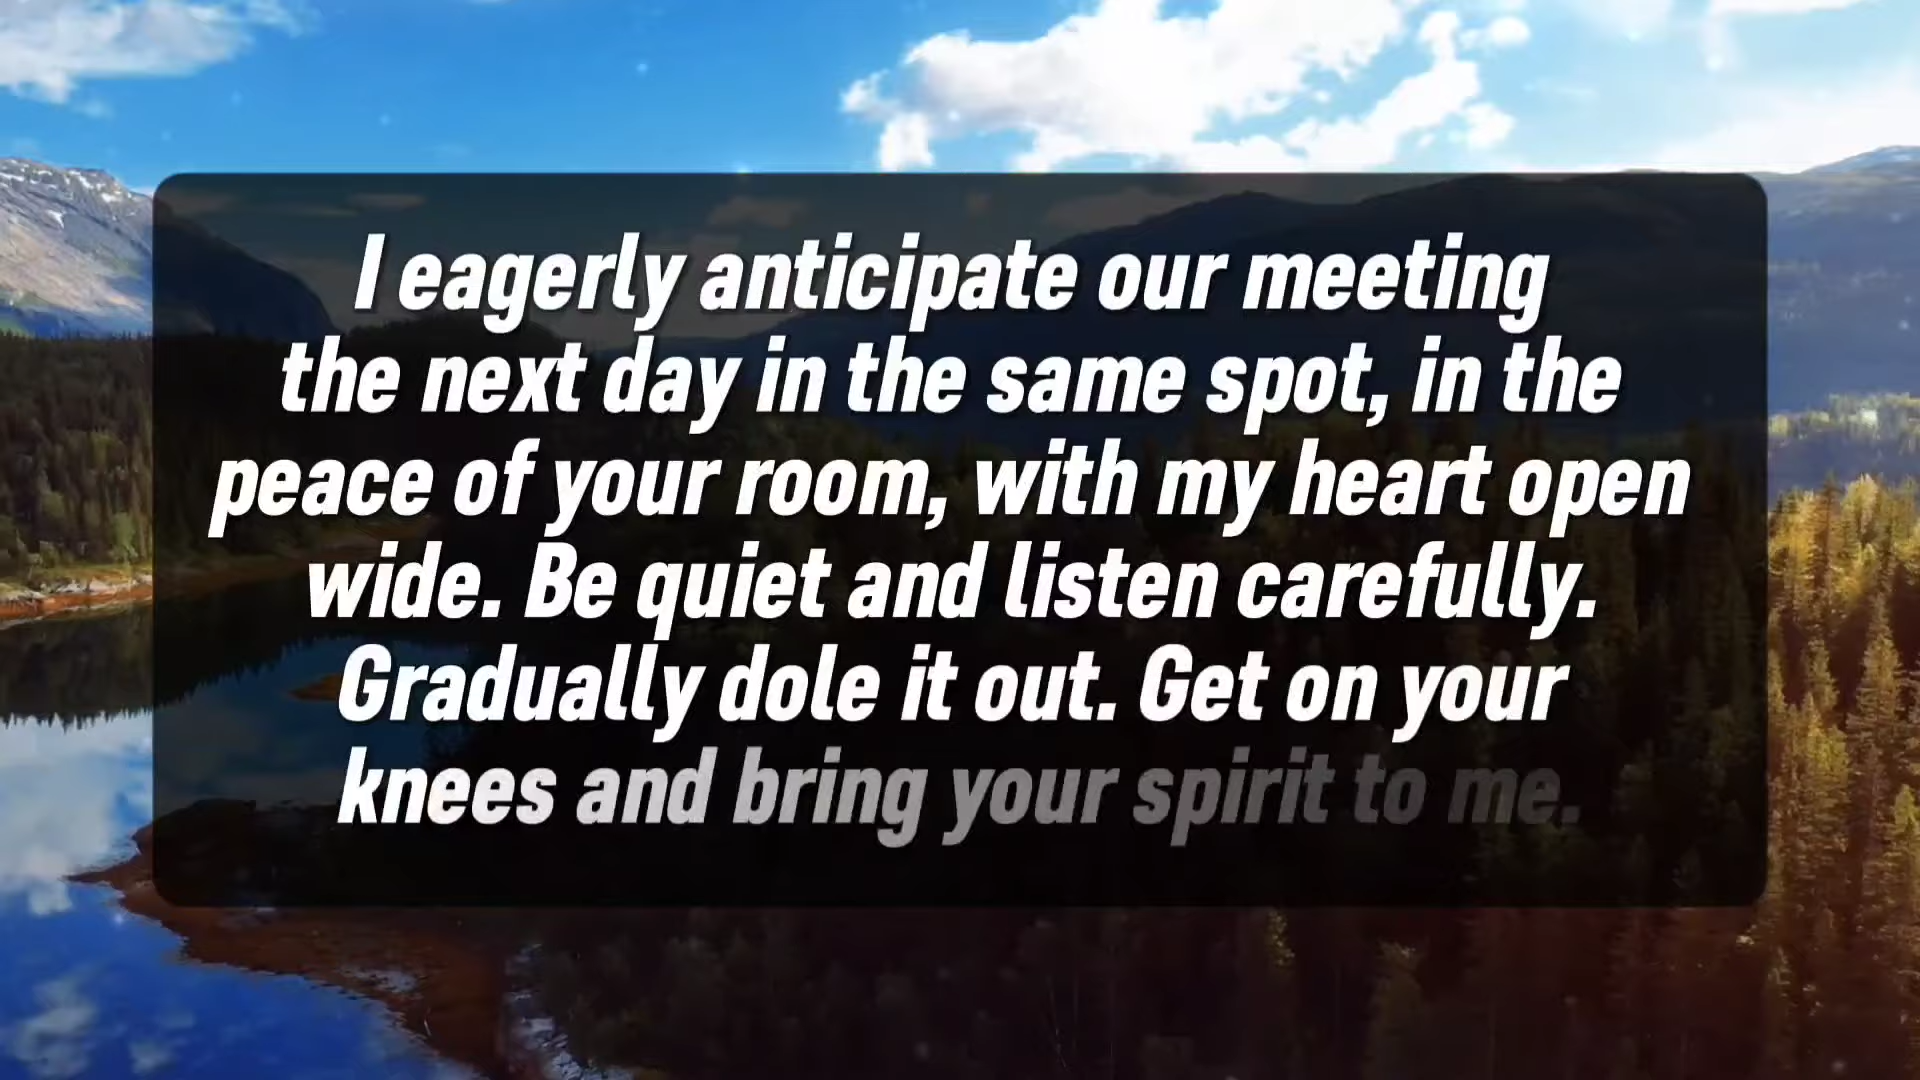 I eagerly anticipate our meeting
the next day in the same spot, in the
peace of your room, with my heart open
wide. Be quiet and listen carefully.
Gradually dole it out. Get on your
knees and bring your spirit to me.